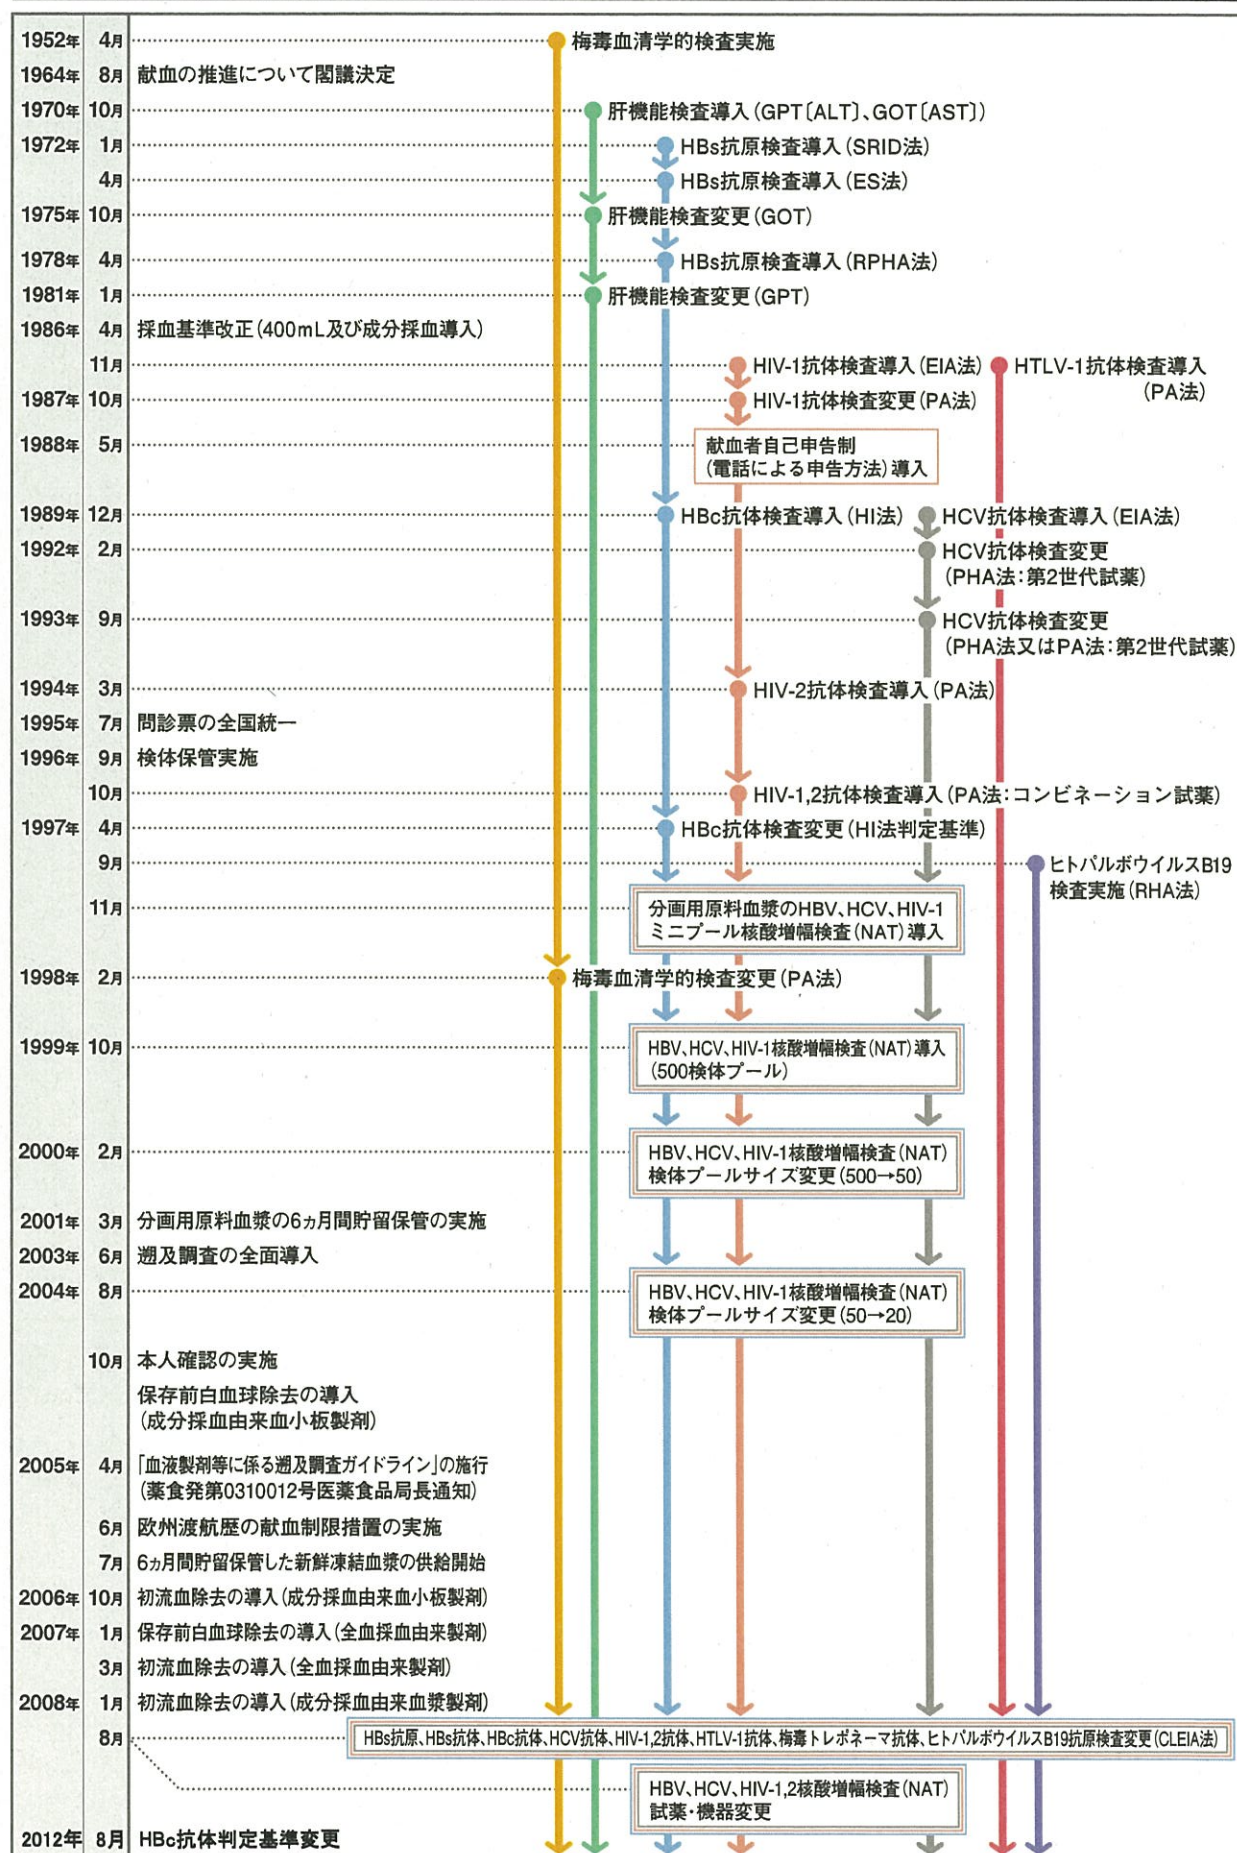 1952年 4月 梅毒血清学的検査実施
1964年 8月 献血の推進について閣議決定
1970年 10月 肝機能検査導入(GPT〔ALT〕、GOT〔AST〕)
1972年 1月 HBs抗原検査導入(SRID法)
4月 HBs抗原検査導入(ES法)
1975年 10月 肝機能検査変更(GOT)
1978年 4月 HBs抗原検査導入(RPHA法)
1981年 1月 肝機能検査変更(GPT)
1986年 4月 採血基準改正(400mL及び成分採血導入)
11月 HIV-1抗体検査導入(EIA法) HTLV-1抗体検査導入
(PA法)
1987年 10月 HIV-1抗体検査変更(PA法)
1988年 5月 献血者自己申告制
(電話による申告方法)導入
1989年 12月 HBc抗体検査導入(HI法) HCV抗体検査導入(EIA法)
1992年 2月 HCV抗体検査変更
(PHA法:第2世代試薬)
1993年 9月 HCV抗体検査変更
(PHA法又はPA法:第2世代試薬)
1994年 3月 HIV-2抗体検査導入(PA法)
1995年 7月 問診票の全国統一
1996年 9月 検体保管実施
10月 HIV-1,2抗体検査導入(PA法:コンビネーション試薬)
1997年 4月 HBc抗体検査変更(HI法判定基準)
9月 ヒトパルボウイルスB19
検査実施(RHA法)
11月 分画用原料血漿のHBV、HCV、HIV-1
ミニプール核酸増幅検査(NAT)導入
1998年 2月 梅毒血清学的検査変更(PA法)
1999年 10月 HBV、HCV、HIV-1核酸増幅検査(NAT)導入
(500検体プール)
2000年 2月 HBV、HCV、HIV-1核酸増幅検査(NAT)
検体プールサイズ変更(500→50)
2001年 3月 分画用原料血漿の6ヵ月間貯留保管の実施
2003年 6月 遡及調査の全面導入
2004年 8月 HBV、HCV、HIV-1核酸増幅検査(NAT)
検体プールサイズ変更(50→20)
10月 本人確認の実施
保存前白血球除去の導入
(成分採血由来血小板製剤)
2005年 4月 「血液製剤等に係る遡及調査ガイドライン」の施行
(薬食発第0310012号医薬食品局長通知)
6月 欧州渡航歴の献血制限措置の実施
7月 6ヵ月間貯留保管した新鮮凍結血漿の供給開始
2006年 10月 初流血除去の導入(成分採血由来血小板製剤)
2007年 1月 保存前白血球除去の導入(全血採血由来製剤)
3月 初流血除去の導入(全血採血由来製剤)
2008年 1月 初流血除去の導入(成分採血由来血漿製剤)
8月 HBs抗原、HBs抗体、HBc抗体、HCV抗体、HIV-1,2抗体、HTLV-1抗体、梅毒トレポネーマ抗体、ヒトパルボウイルスB19抗原検査変更(CLEIA法)
HBV、HCV、HIV-1,2核酸増幅検査(NAT)
試薬・機器変更
2012年 8月 HBc抗体判定基準変更